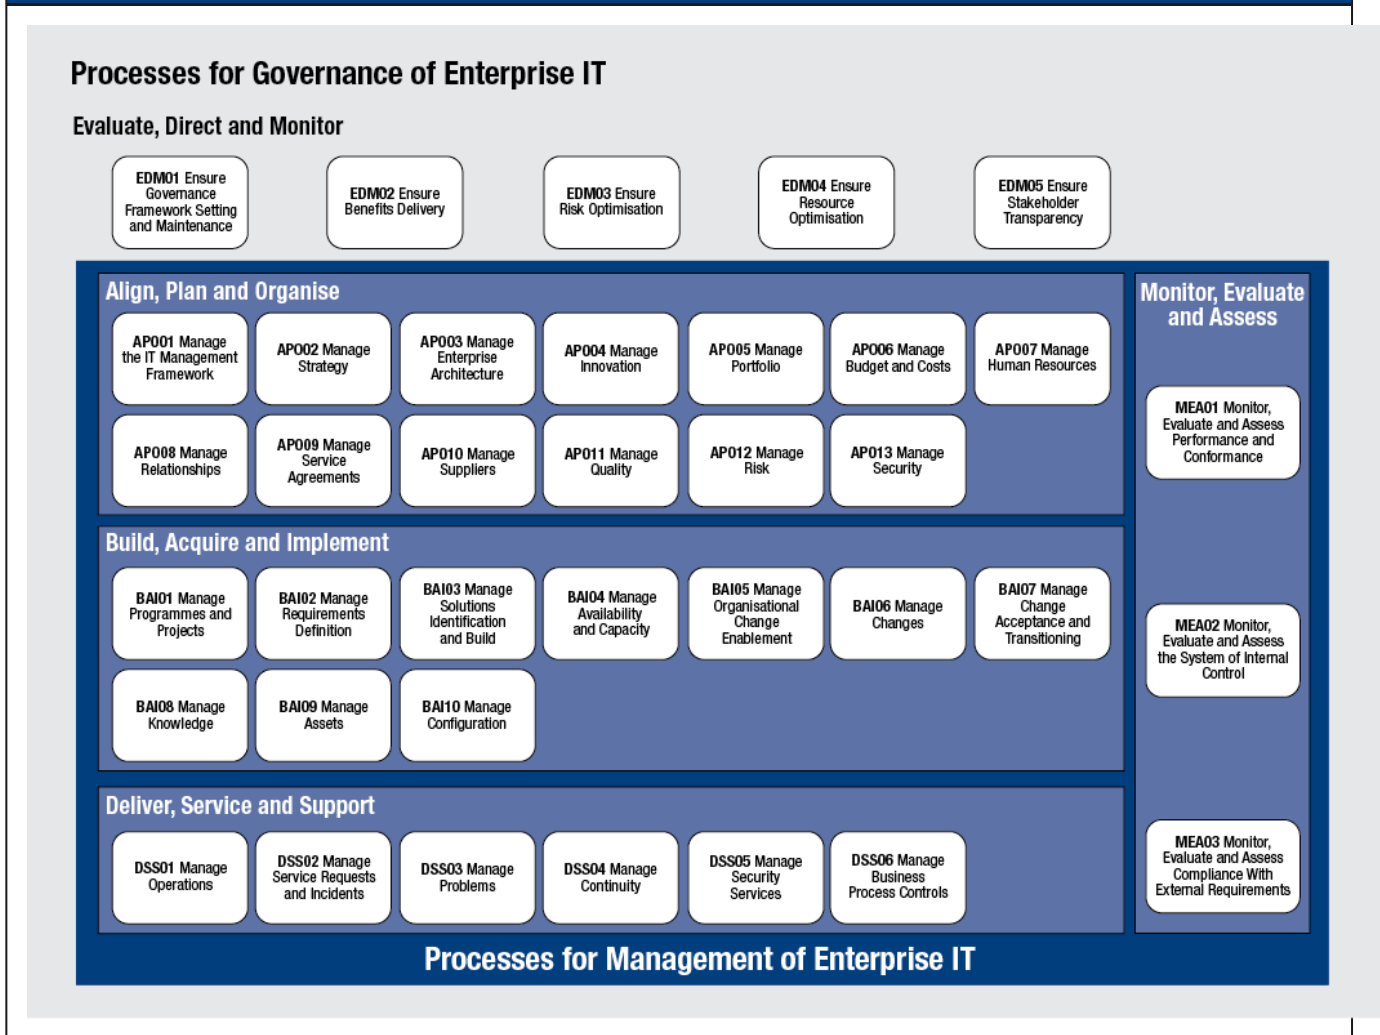 Processes for Governance of Enterprise IT
Evaluate, Direct and Monitor
EDM01 Ensure
Governance
Framework Setting
and Maintenance
EDM02 Ensure
Benefits Delivery
EDM03 Ensure
Risk Optimisation
EDM04 Ensure
Resource
Optimisation
EDM05 Ensure
Stakeholder
Transparency
Align, Plan and Organise
APO01 Manage
the IT Management
Framework
APO02 Manage
Strategy
APO03 Manage
Enterprise
Architecture
APO04 Manage
Innovation
APO05 Manage
Portfolio
APO06 Manage
Budget and Costs
APO07 Manage
Human Resources
APO08 Manage
Relationships
APO09 Manage
Service
Agreements
APO10 Manage
Suppliers
APO11 Manage
Quality
APO12 Manage
Risk
APO13 Manage
Security
Build, Acquire and Implement
BAI01 Manage
Programmes and
Projects
BAI02 Manage
Requirements
Definition
BAI03 Manage
Solutions
Identification
and Build
BAI04 Manage
Availability
and Capacity
BAI05 Manage
Organisational
Change
Enablement
BAI06 Manage
Changes
BAI07 Manage
Change
Acceptance and
Transitioning
BAI08 Manage
Knowledge
BAI09 Manage
Assets
BAI10 Manage
Configuration
Deliver, Service and Support
DSS01 Manage
Operations
DSS02 Manage
Service Requests
and Incidents
DSS03 Manage
Problems
DSS04 Manage
Continuity
DSS05 Manage
Security
Services
DSS06 Manage
Business
Process Controls
Monitor, Evaluate
and Assess
MEA01 Monitor,
Evaluate and Assess
Performance and
Conformance
MEA02 Monitor,
Evaluate and Assess
the System of Internal
Control
MEA03 Monitor,
Evaluate and Assess
Compliance With
External Requirements
Processes for Management of Enterprise IT